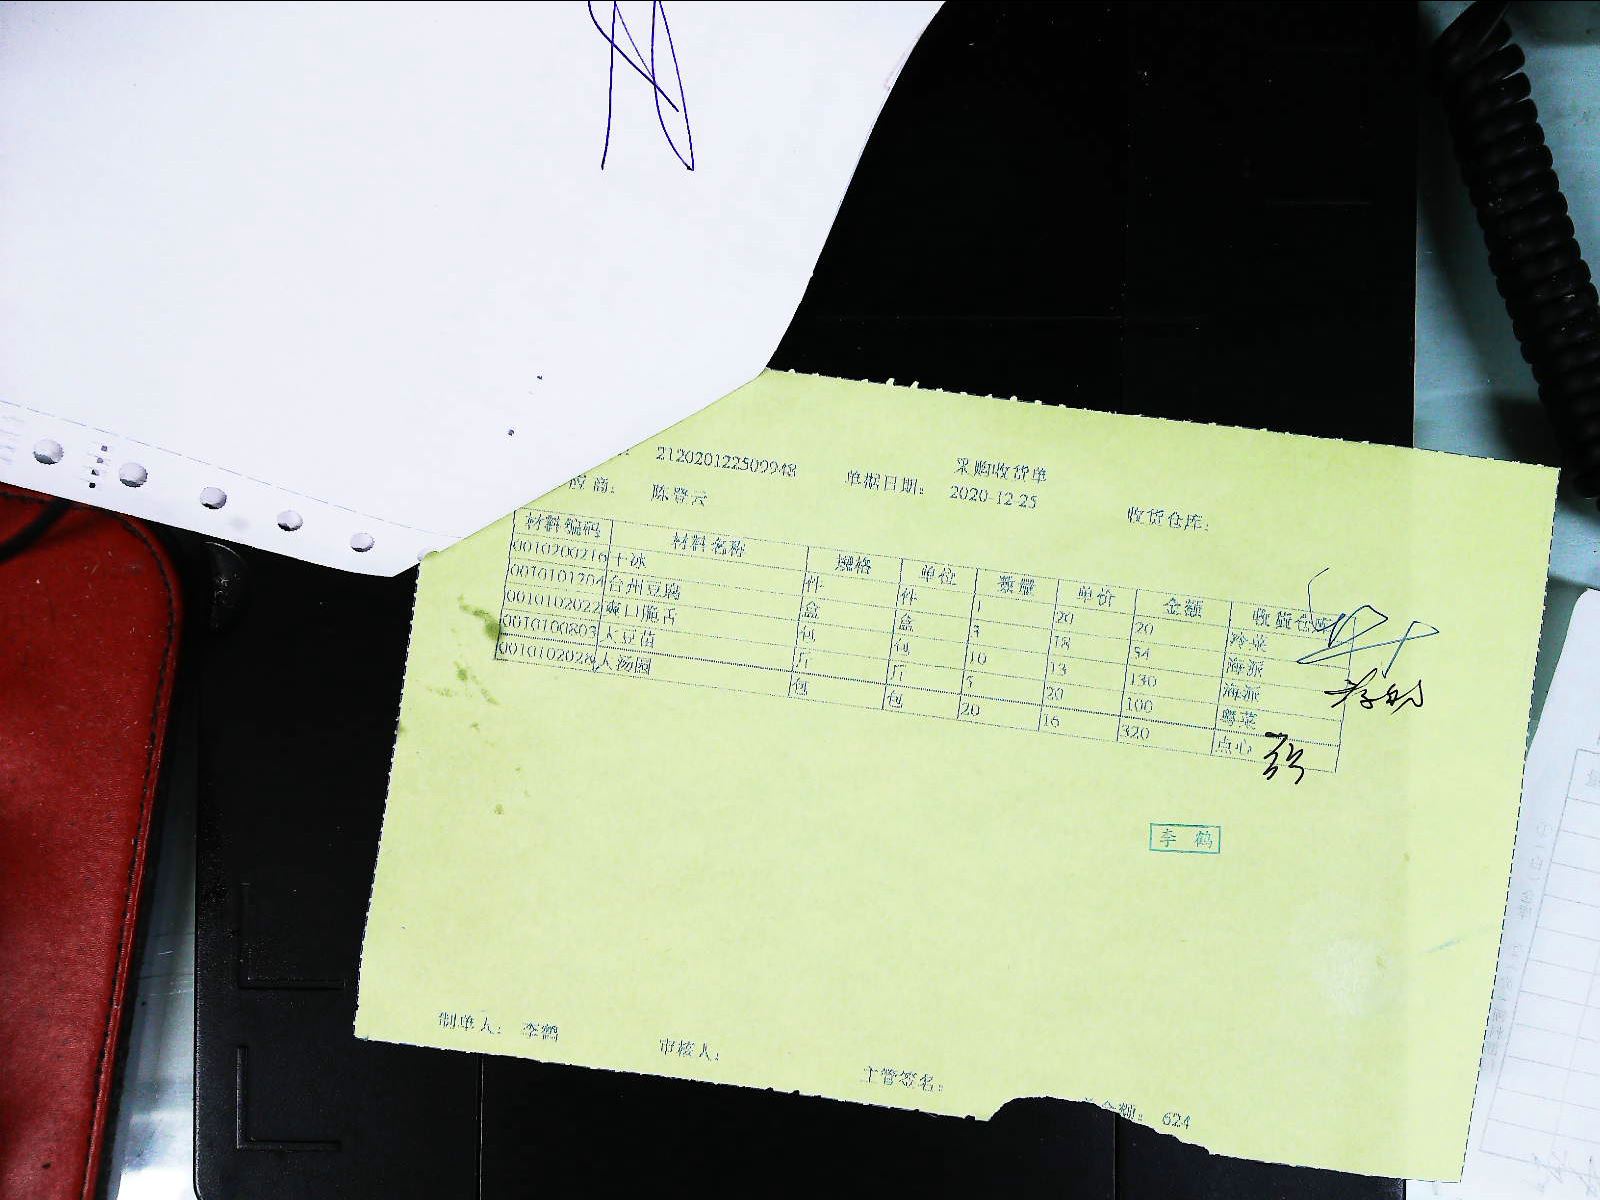 采购收货单
212020122509948 单据日期: 2020-12-25 收货仓库:
应商: 陈登云
材料编码 材料名称 规格 单位 数量 单价 金额 收货仓库
0010200216 干冰 件 件 1 20 20 冷菜
0010101204 台州豆腐 盒 盒 3 18 54 海派
0010102022 爽口脆舌 包 包 10 13 130 海派
0010100803 大豆苗 斤 斤 5 20 100 粤菜
0010102028 大汤圆 包 包 20 16 320 点心
李 鹤
制单人: 李鹤 审核人: 主管签名: 金额: 624